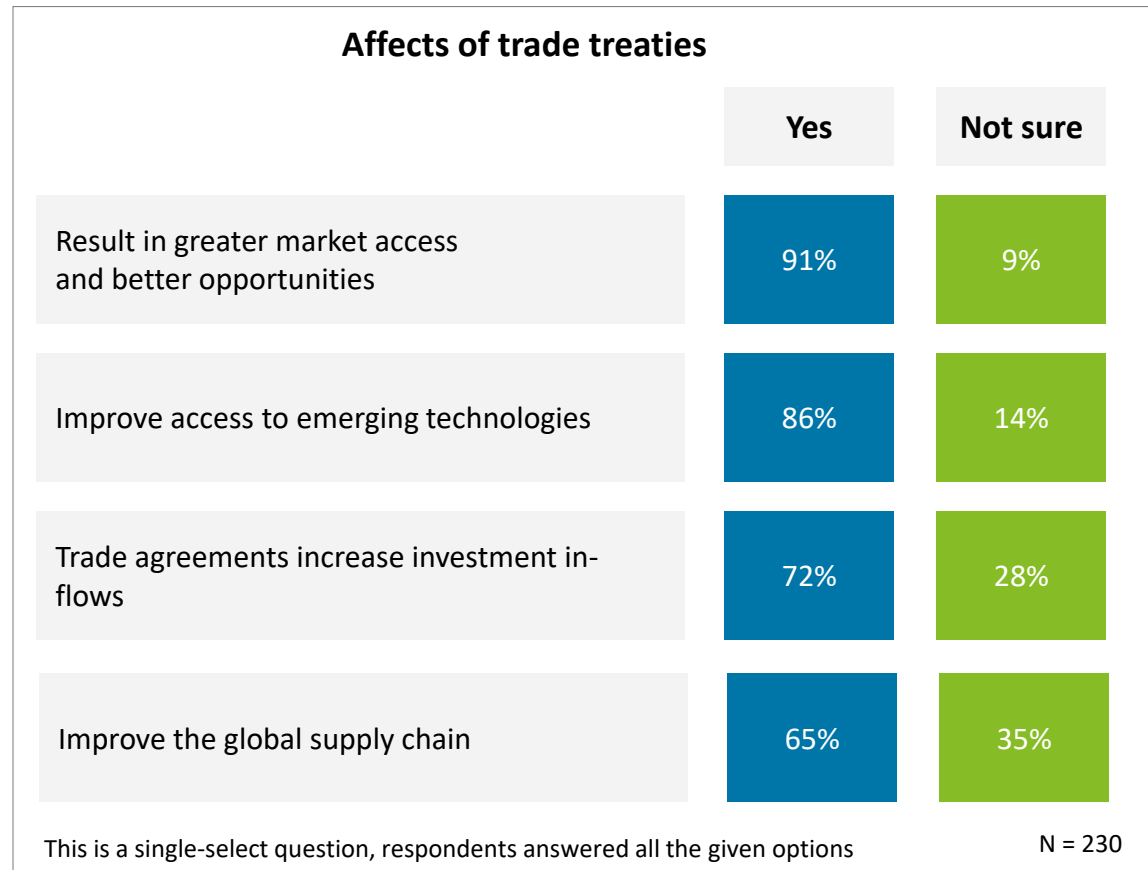 Affects of trade treaties
Yes Not sure
Result in greater market access
and better opportunities
91% 9%
Improve access to emerging technologies 86% 14%
Trade agreements increase investment in-
flows
72% 28%
Improve the global supply chain 65% 35%
This is a single-select question, respondents answered all the given options N = 230